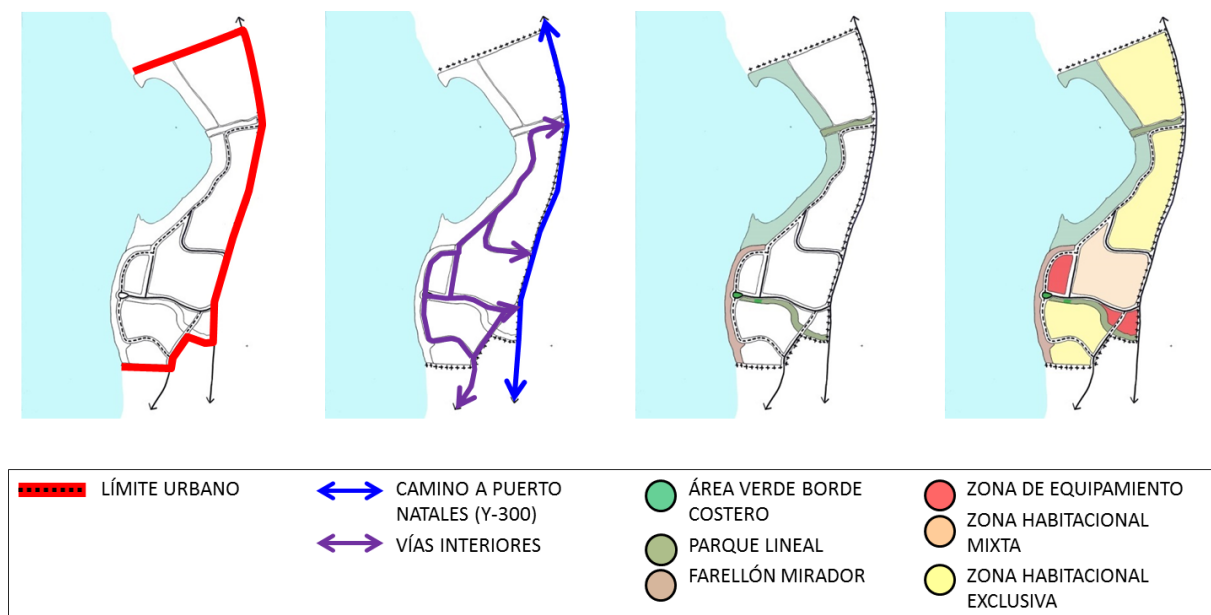 LÍMITE URBANO
CAMINO A PUERTO
NATALES (Y-300)
VÍAS INTERIORES
ÁREA VERDE BORDE
COSTERO
PARQUE LINEAL
FARELLÓN MIRADOR
ZONA DE EQUIPAMIENTO
ZONA HABITACIONAL
MIXTA
ZONA HABITACIONAL
EXCLUSIVA